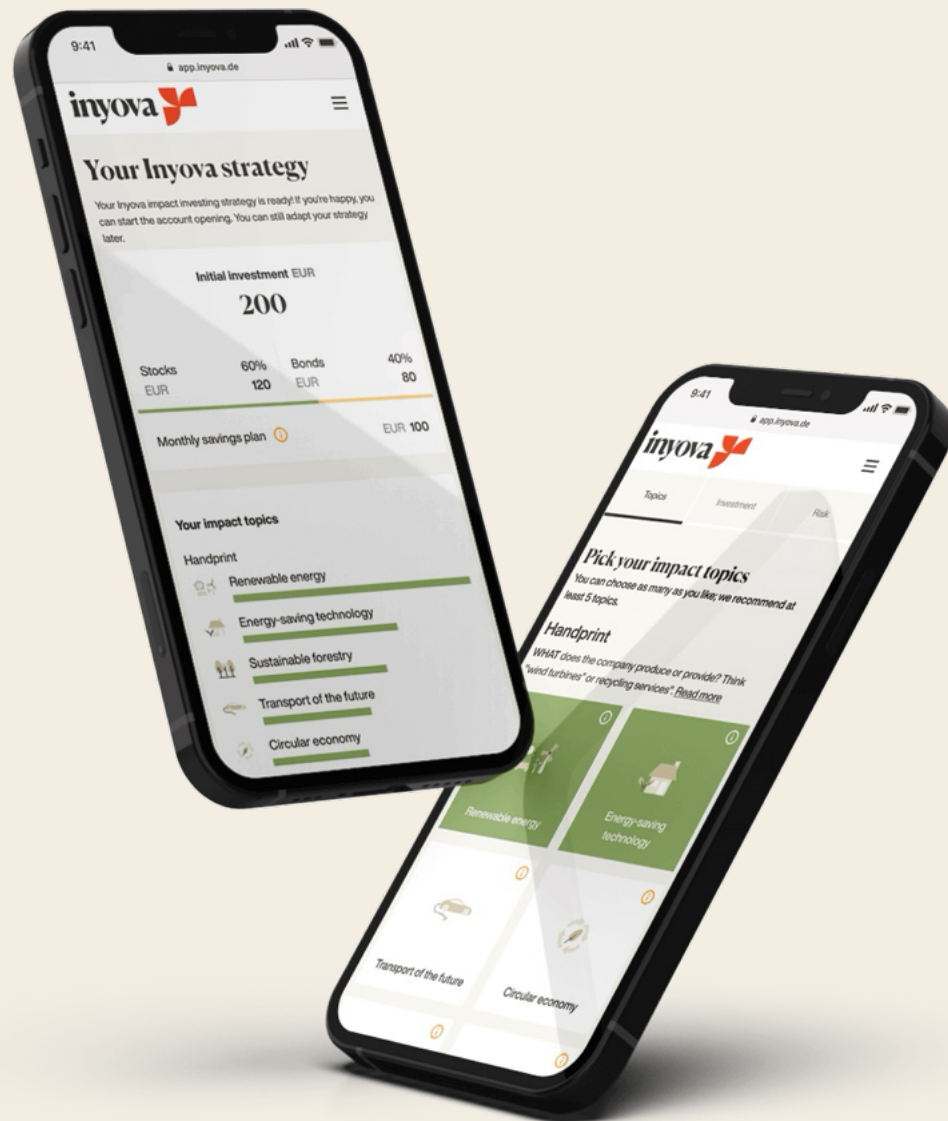 9:41
app.inyova.de
inyova
Your Inyova strategy
Your Inyova impact investing strategy is ready! If you're happy, you
can start the account opening. You can still adapt your strategy
later.
Initial investment EUR
200
Stocks 60% Bonds 40%
EUR 120 EUR 80
Monthly savings plan EUR 100
Your impact topics
Handprint
Renewable energy
Energy-saving technology
Sustainable forestry
Transport of the future
Circular economy
9:41
app.inyova.de
inyova
Topics Investment Risk
Pick your impact topics
You can choose as many as you like; we recommend at
least 5 topics.
Handprint
WHAT does the company produce or provide? Think
"wind turbines" or recycling services". Read more
Renewable energy
Energy-saving
technology
Transport of the future
Circular economy